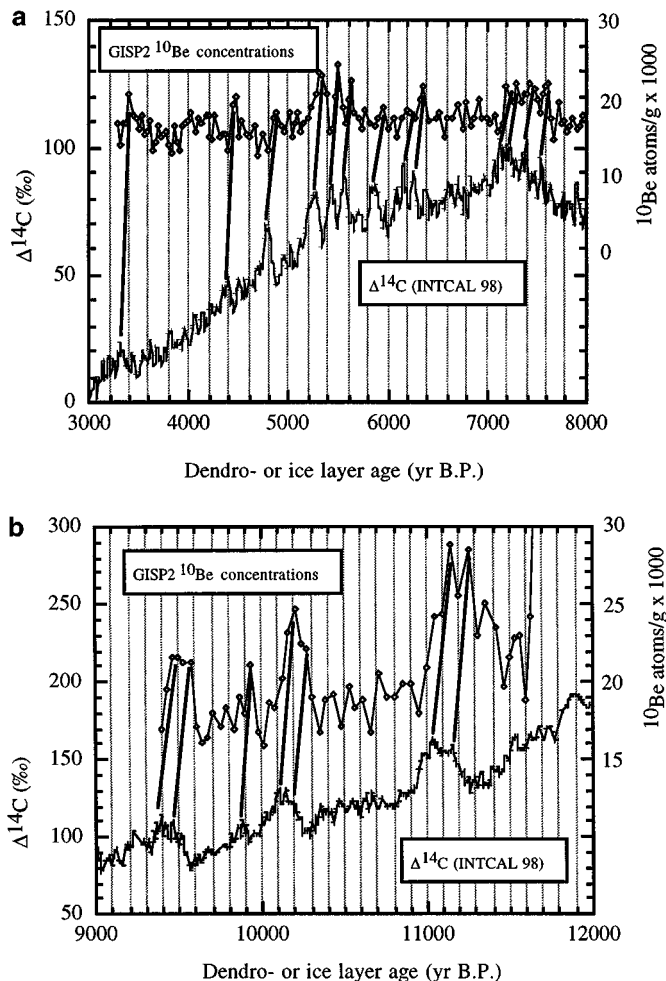 a
150
100
50
0
Δ¹⁴C (‰)
GISP2 ¹⁰Be concentrations
Δ¹⁴C (INTCAL 98)
30
20
10
0
¹⁰Be atoms/g x 1000
3000 4000 5000 6000 7000 8000
Dendro- or ice layer age (yr B.P.)
b
300
250
200
150
100
50
Δ¹⁴C (‰)
GISP2 ¹⁰Be concentrations
Δ¹⁴C (INTCAL 98)
30
25
20
15
10
¹⁰Be atoms/g x 1000
9000 10000 11000 12000
Dendro- or ice layer age (yr B.P.)